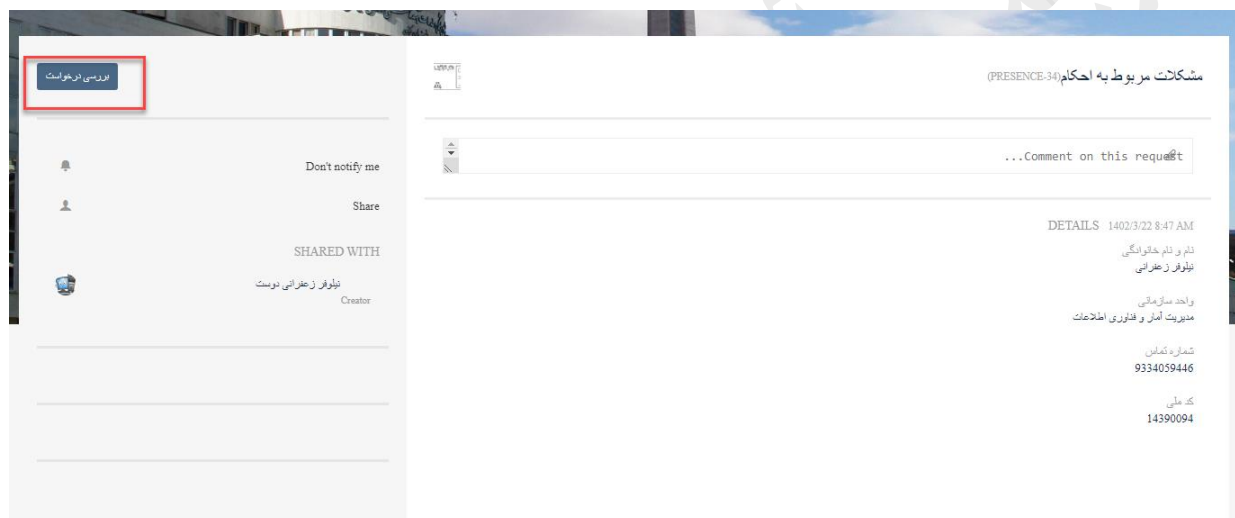 مشکلات مربوط به احکام(PRESENCE-34)
بررسی درخواست
Comment on this request...
DETAILS 1402/3/22 8:47 AM
نام و نام خانوادگی
نیلوفر زعفرانی
واحد سازمانی
مدیریت آمار و فناوری اطلاعات
شماره تماس
9334059446
کد ملی
14390094
Don't notify me
Share
SHARED WITH
نیلوفر زعفرانی دوست
Creator